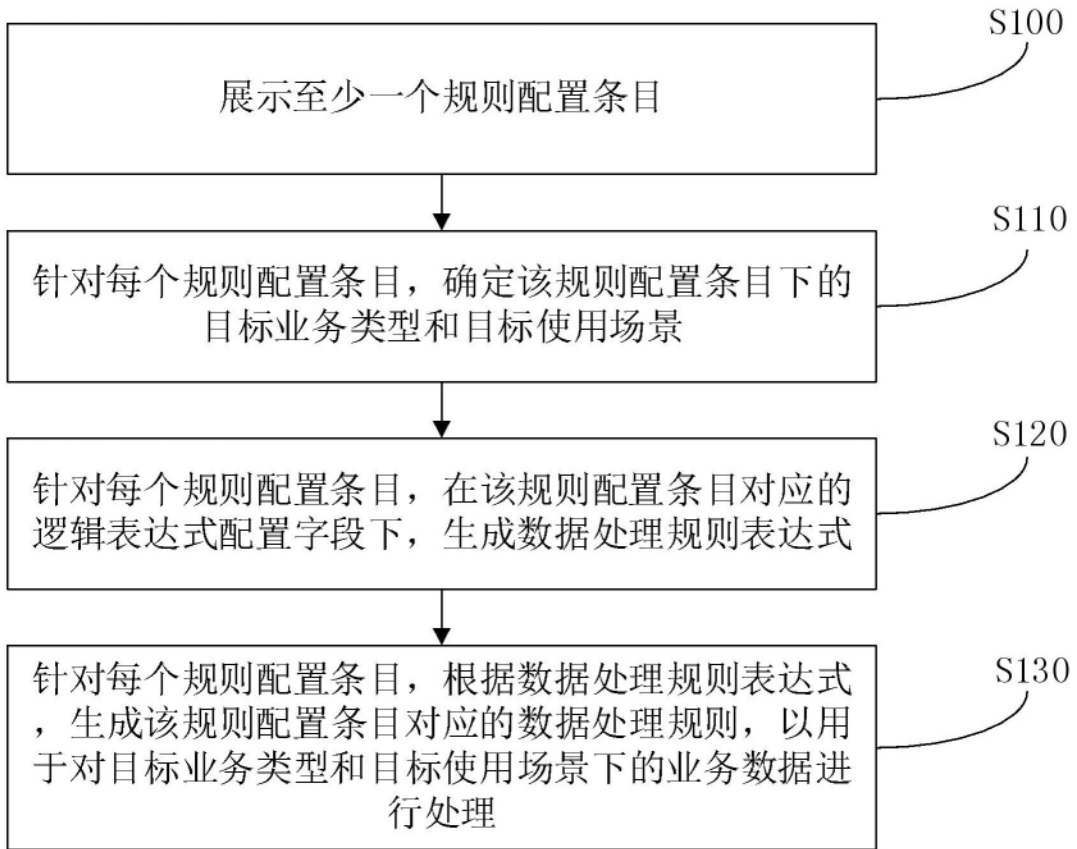 S100
展示至少一个规则配置条目
S110
针对每个规则配置条目，确定该规则配置条目下的
目标业务类型和目标使用场景
S120
针对每个规则配置条目，在该规则配置条目对应的
逻辑表达式配置字段下，生成数据处理规则表达式
S130
针对每个规则配置条目，根据数据处理规则表达式
，生成该规则配置条目对应的数据处理规则，以用
于对目标业务类型和目标使用场景下的业务数据进
行处理